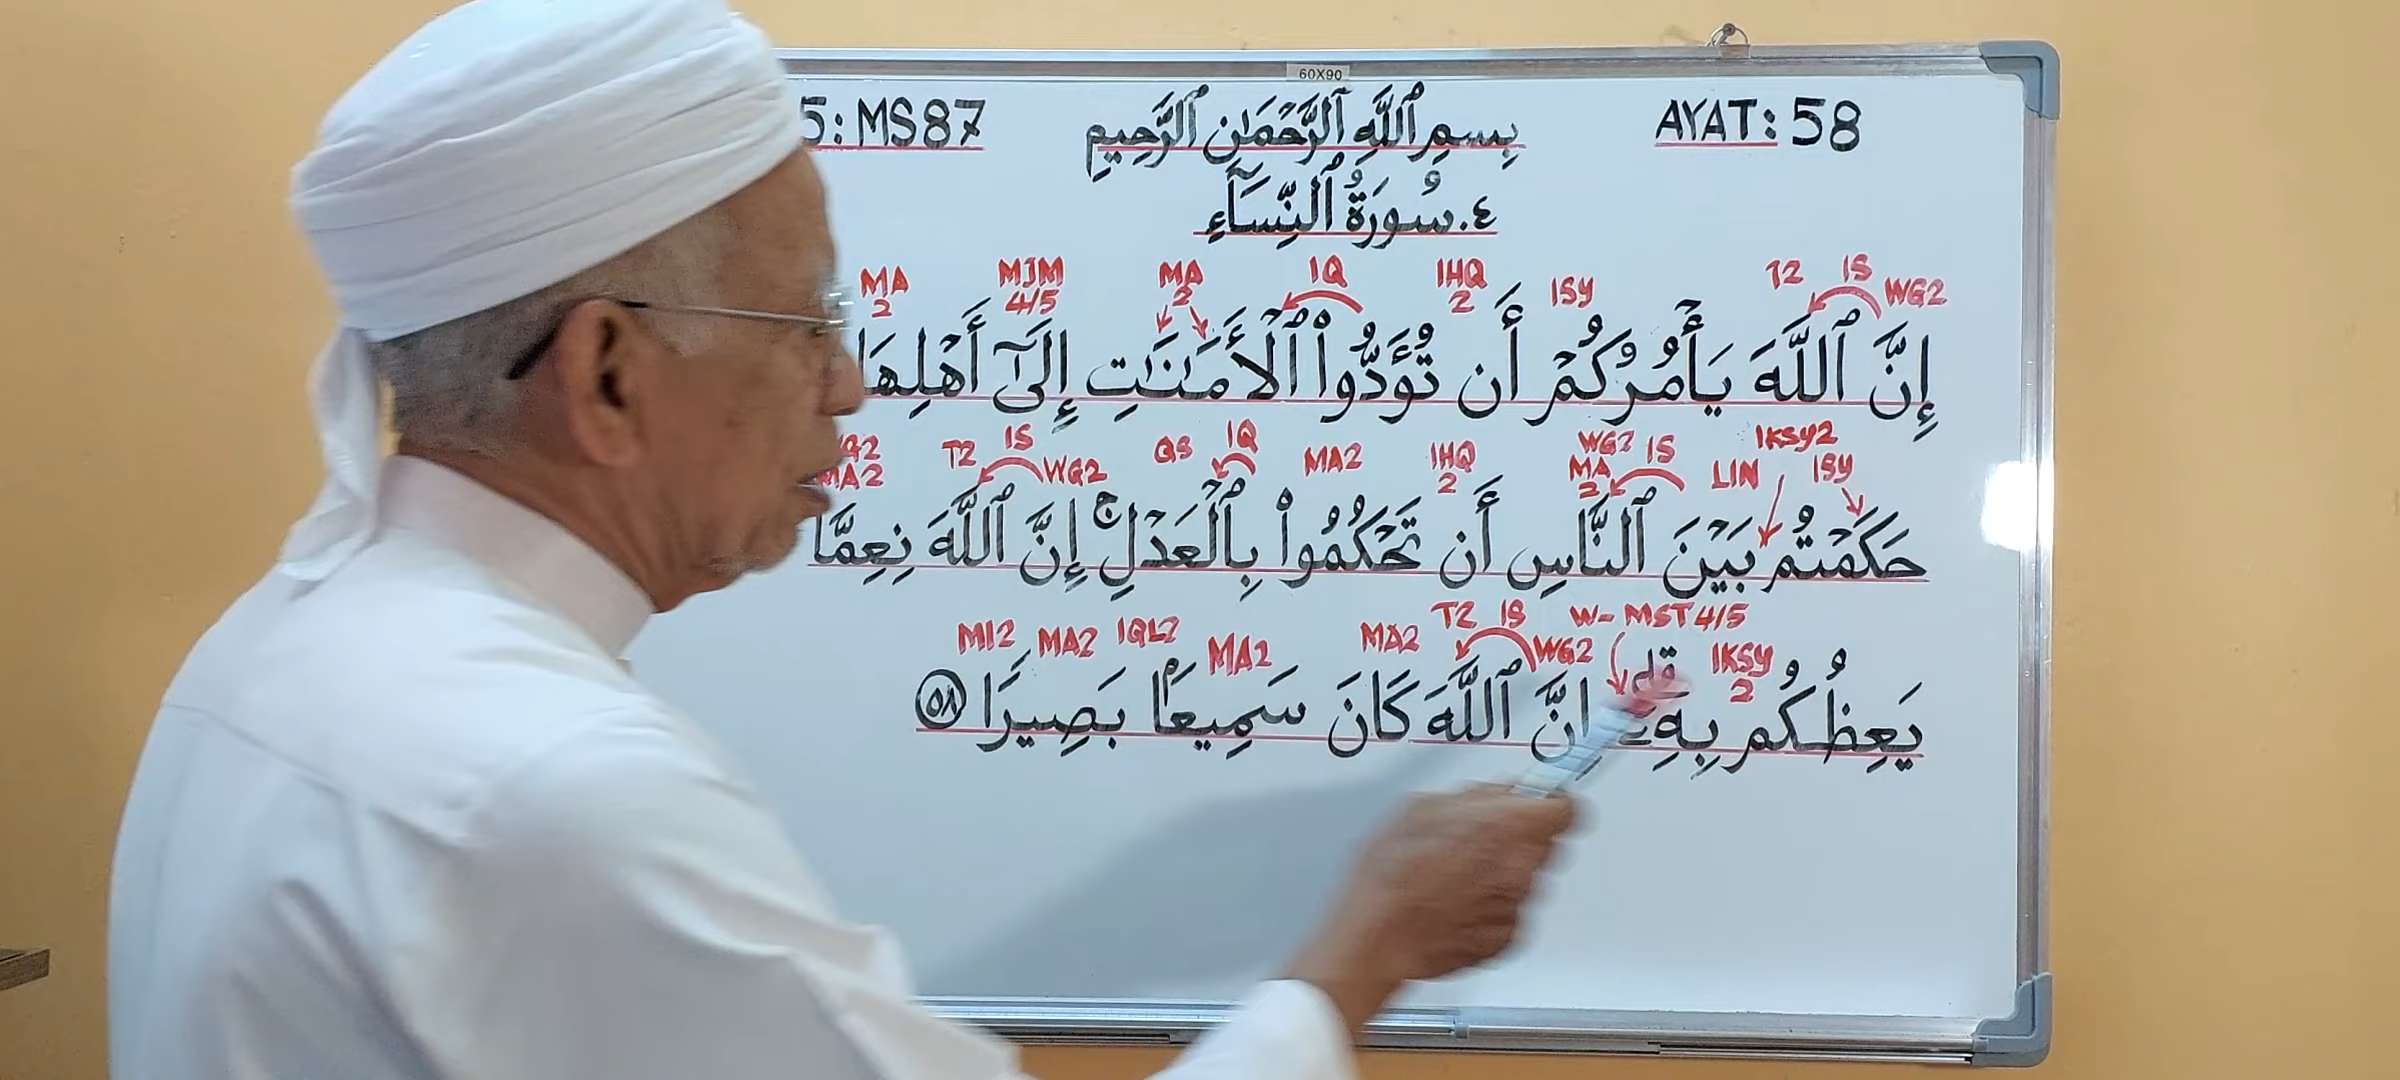 60X90
5: MS87 بِسمِ ٱللَّهِ ٱلرَّحْمَٰنِ ٱلرَّحِيمِ AYAT: 58
٤. سُورَةُ ٱلنِّسَآءِ
MA 2 MJM 4/5 MA 2 IQ IHQ 2 ISY T2 IS WG2
إِنَّ ٱللَّهَ يَأْمُرُكُمْ أَن تُؤَدُّوا۟ ٱلْأَمَٰنَٰتِ إِلَىٰٓ أَهْلِهَا
MA2 T2 IS WG2 QS IQ MA2 IHQ 2 WG2 MA 2 IS LIN IKSY2 ISY
حَكَمْتُم بَيْنَ ٱلنَّاسِ أَن تَحْكُمُوا۟ بِٱلْعَدْلِ ۚ إِنَّ ٱللَّهَ نِعِمَّا
MI2 MA2 IQL2 MA2 MA2 T2 IS WG2 W- MST 4/5 IKSY 2
يَعِظُكُم بِهِۦٓ ۗ إِنَّ ٱللَّهَ كَانَ سَمِيعًۢا بَصِيرًا ٥٨